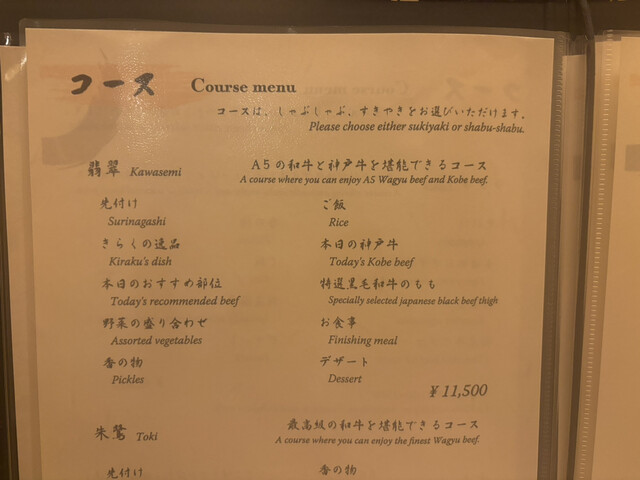 コース Course menu
コースは、しゃぶしゃぶ、すきやきをお選びいただけます。
Please choose either sukiyaki or shabu-shabu.
翡翠 Kawasemi
A5の和牛と神戸牛を堪能できるコース
A course where you can enjoy A5 Wagyu beef and Kobe beef.
先付け
Surinagashi
きらくの逸品
Kiraku's dish
本日のおすすめ部位
Today's recommended beef
野菜の盛り合わせ
Assorted vegetables
香の物
Pickles
ご飯
Rice
本日の神戸牛
Today's Kobe beef
特選黒毛和牛のもも
Specially selected japanese black beef thigh
お食事
Finishing meal
デザート
Dessert
¥11,500
朱鷺 Toki
最高級の和牛を堪能できるコース
A course where you can enjoy the finest Wagyu beef.
先付け
香の物